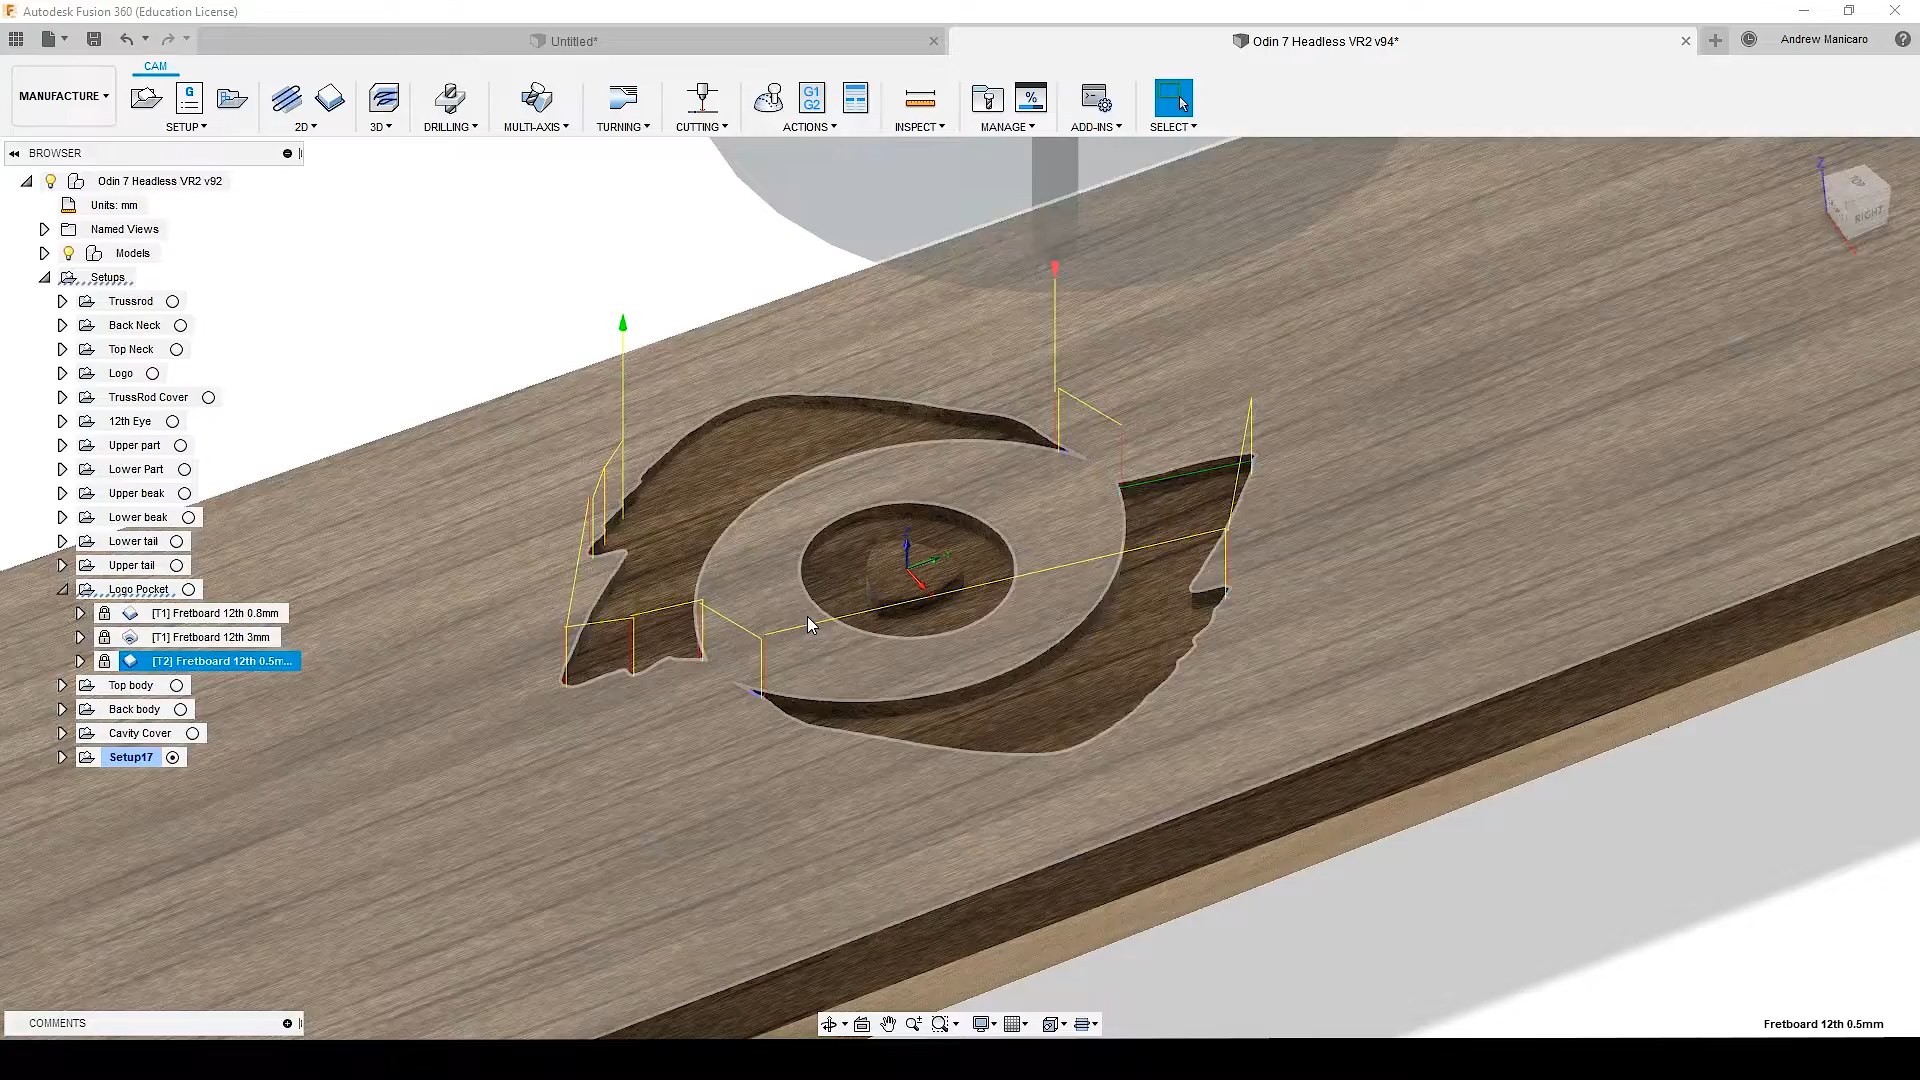 Autodesk Fusion 360 (Education License)
Untitled*
Odin 7 Headless VR2 v94*
Andrew Manicaro
MANUFACTURE
CAM
SETUP
2D
3D
DRILLING
MULTI-AXIS
TURNING
CUTTING
G1
G2
ACTIONS
INSPECT
MANAGE
ADD-INS
SELECT
BROWSER
Odin 7 Headless VR2 v92
Units: mm
Named Views
Models
Setups
Trussrod
Back Neck
Top Neck
Logo
TrussRod Cover
12th Eye
Upper part
Lower Part
Upper beak
Lower beak
Lower tail
Upper tail
Logo Pocket
[T1] Fretboard 12th 0.8mm
[T1] Fretboard 12th 3mm
[T2] Fretboard 12th 0.5m...
Top body
Back body
Cavity Cover
Setup17
Z
TOP
RIGHT
COMMENTS
Fretboard 12th 0.5mm